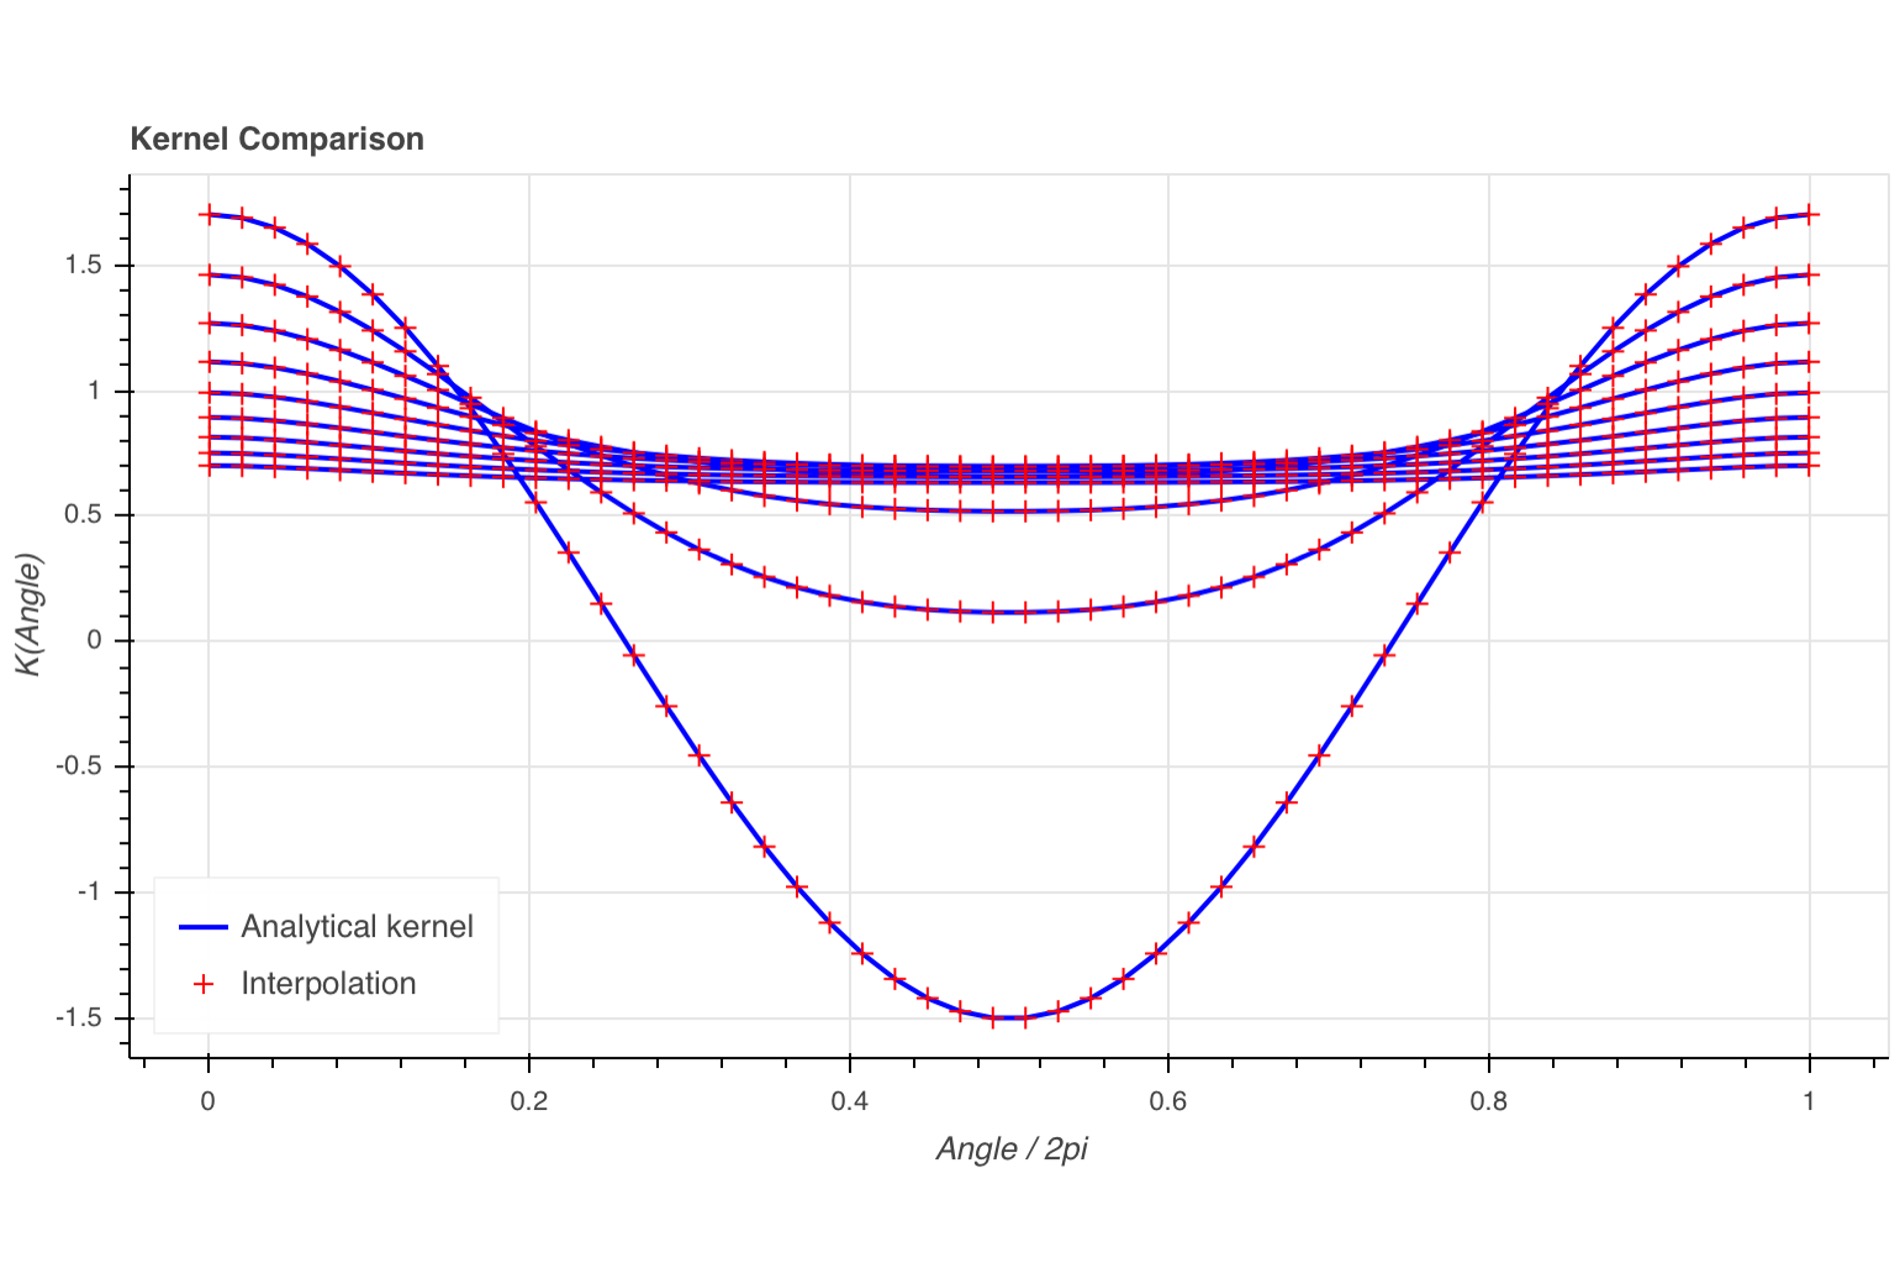 Kernel Comparison
1.5
1
0.5
0
-0.5
-1
-1.5
K(Angle)
Analytical kernel
Interpolation
0 0.2 0.4 0.6 0.8 1
Angle / 2pi